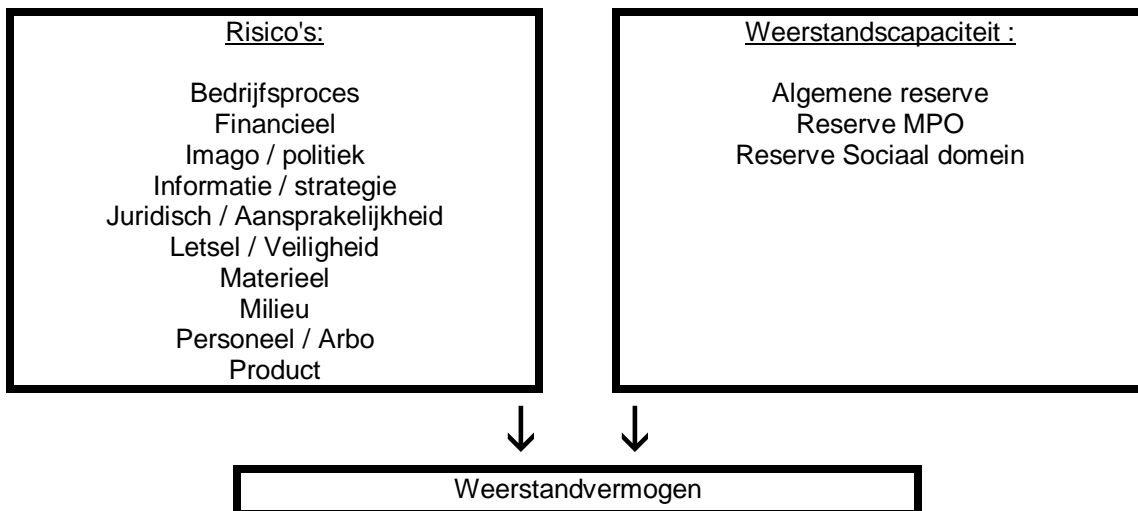 Risico's:
Bedrijfsproces
Financieel
Imago / politiek
Informatie / strategie
Juridisch / Aansprakelijkheid
Letsel / Veiligheid
Materieel
Milieu
Personeel / Arbo
Product
Weerstandscapaciteit :
Algemene reserve
Reserve MPO
Reserve Sociaal domein
Weerstandvermogen